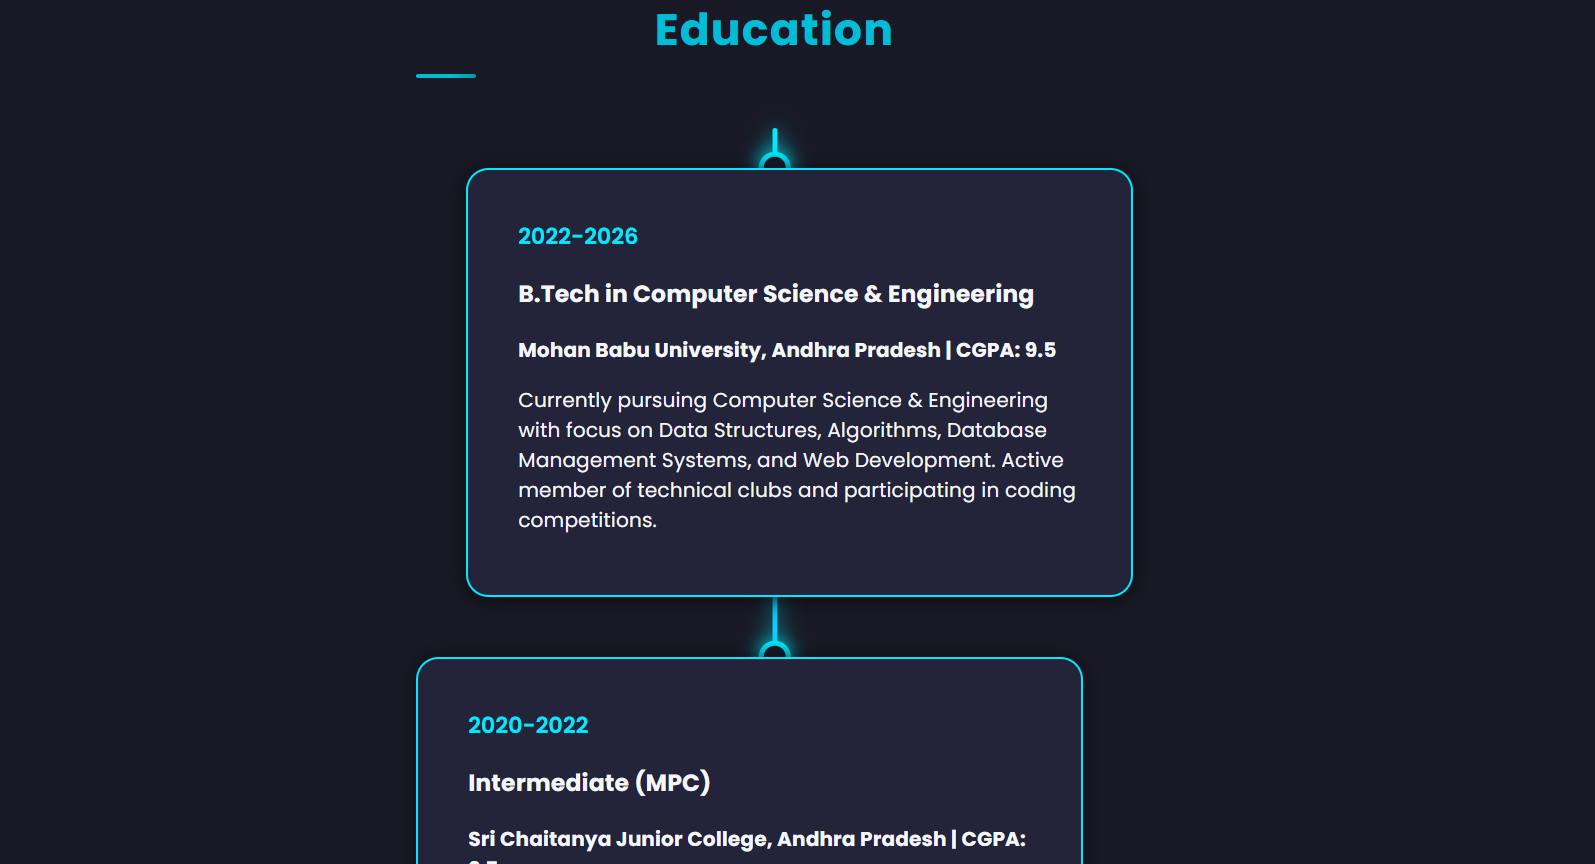 Education
2022-2026
B.Tech in Computer Science & Engineering
Mohan Babu University, Andhra Pradesh | CGPA: 9.5
Currently pursuing Computer Science & Engineering
with focus on Data Structures, Algorithms, Database
Management Systems, and Web Development. Active
member of technical clubs and participating in coding
competitions.
2020-2022
Intermediate (MPC)
Sri Chaitanya Junior College, Andhra Pradesh | CGPA: